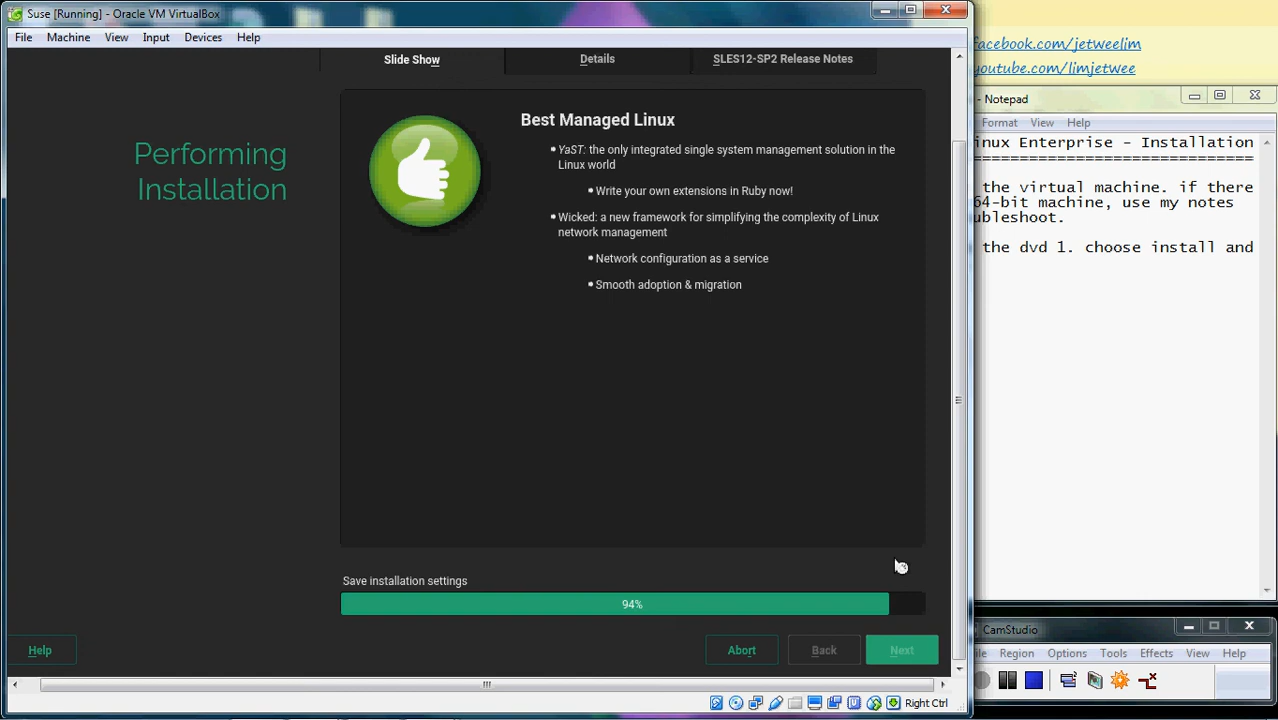 Suse [Running] - Oracle VM VirtualBox
File Machine View Input Devices Help
Slide Show Details SLES12-SP2 Release Notes
Performing
Installation
Best Managed Linux
YaST: the only integrated single system management solution in the
Linux world
Write your own extensions in Ruby now!
Wicked: a new framework for simplifying the complexity of Linux
network management
Network configuration as a service
Smooth adoption & migration
Save installation settings
94%
Help Abort Back Next
Right Ctrl
facebook.com/jetweelim
youtube.com/limjetwee
- Notepad
Format View Help
inux Enterprise - Installation
==============================
the virtual machine. if there
64-bit machine, use my notes
ubleshoot.
the dvd 1. choose install and
CamStudio
ile Region Options Tools Effects View Help